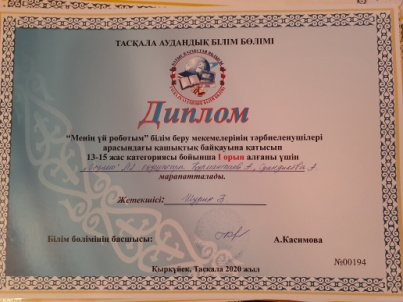 ТАСҚАЛА АУДАНДЫҚ БІЛІМ БӨЛІМІ
Диплом
"Менің үй роботым" білім беру мекемелерінің тәрбиеленушілері
арасындағы қашықтық байқауына қатысып
13-15 жас категориясы бойынша I орын алғаны үшін
марапатталады.
Жетекшісі: Шурик З
Білім бөлімінің басшысы: А.Касимова
№00194
Қыркүйек. Тасқала 2020 жыл